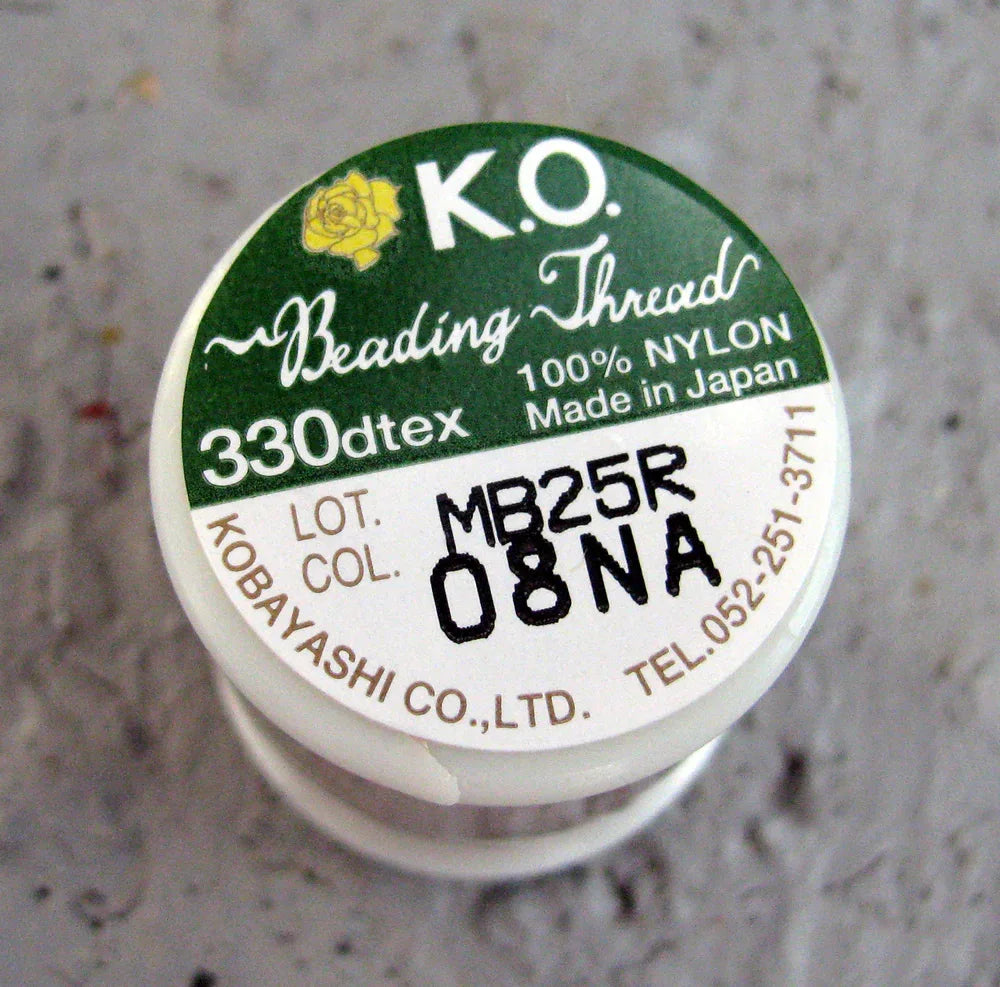 K.O.
Beading Thread
100% NYLON
Made in Japan
330dtex
LOT. MB25R
COL. 08NA
KOBAYASHI CO.,LTD. TEL.052-251-3711